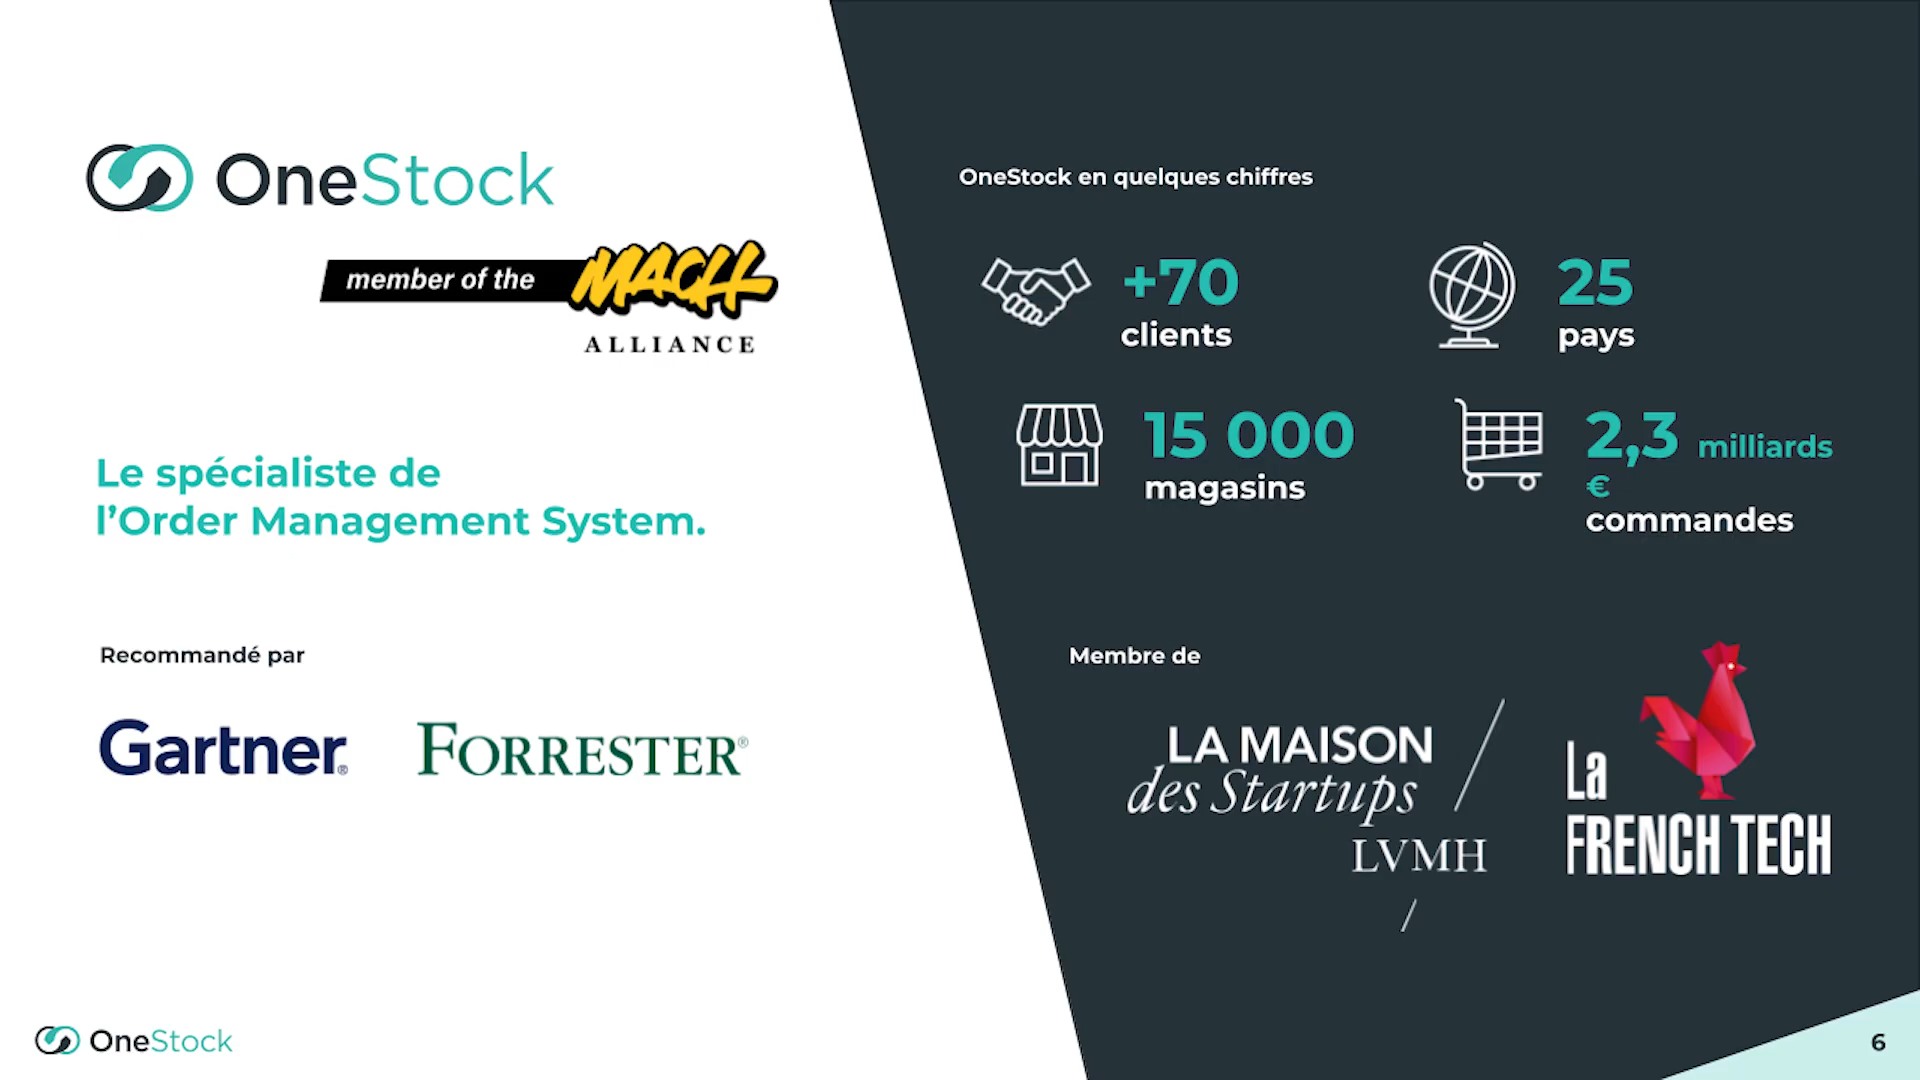 OneStock
member of the MACH
ALLIANCE
Le spécialiste de
l’Order Management System.
Recommandé par
Gartner®
FORRESTER®
OneStock en quelques chiffres
+70
clients
25
pays
15 000
magasins
2,3 milliards
€
commandes
Membre de
LA MAISON
des Startups
LVMH
La
FRENCH TECH
OneStock
6